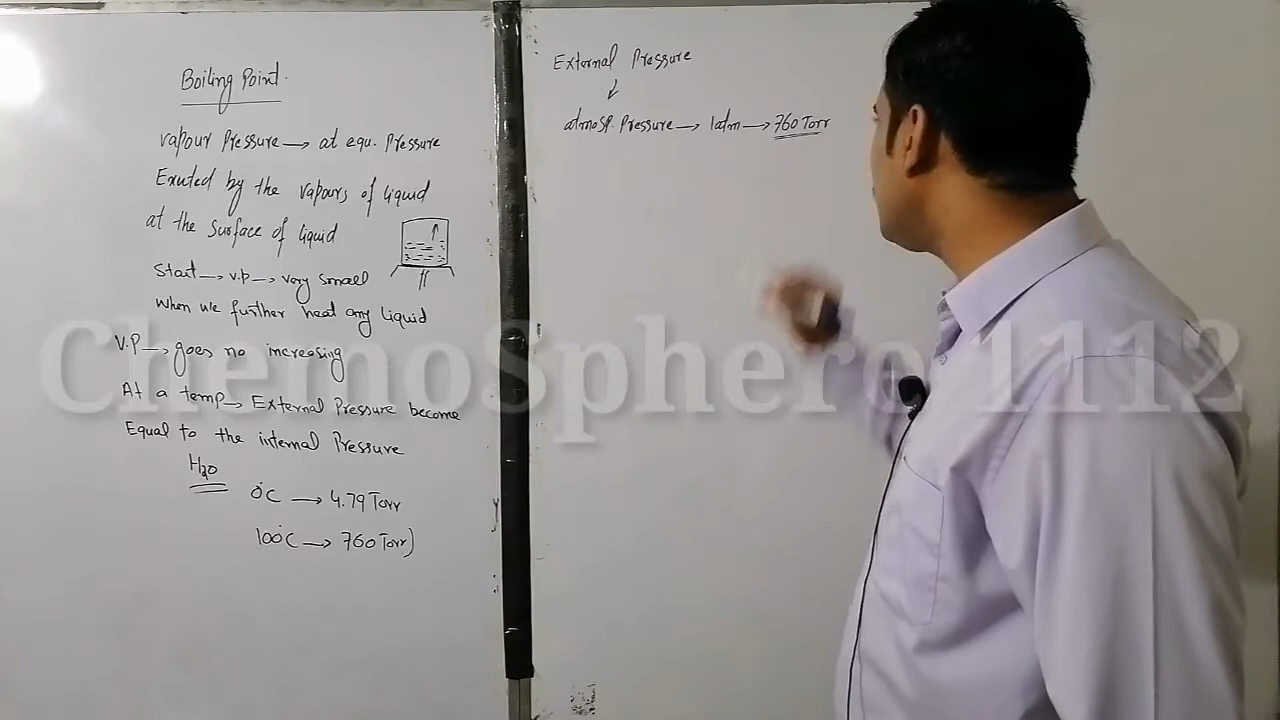 Boiling Point.
Vapour Pressure → at equ. Pressure
Exerted by the vapours of liquid
at the surface of liquid
Start → v.p → very small
When we further heat any liquid
V.P → goes no increasing
At a temp → External Pressure become
Equal to the internal Pressure
H2O
0°C → 4.79 Torr
100°C → 760 Torr)
External Pressure
↓
atmosp. Pressure → 1atm → 760 Torr
ChemoSphere 1112